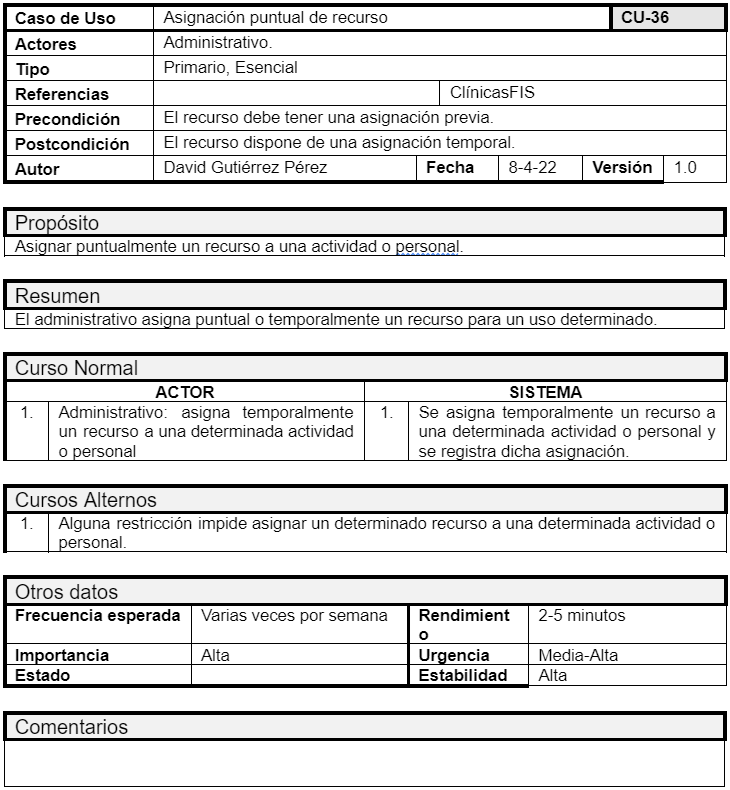 Caso de Uso Asignación puntual de recurso CU-36
Actores Administrativo.
Tipo Primario, Esencial
Referencias ClínicasFIS
Precondición El recurso debe tener una asignación previa.
Postcondición El recurso dispone de una asignación temporal.
Autor David Gutiérrez Pérez Fecha 8-4-22 Versión 1.0
Propósito
Asignar puntualmente un recurso a una actividad o personal.
Resumen
El administrativo asigna puntual o temporalmente un recurso para un uso determinado.
Curso Normal
ACTOR SISTEMA
1. Administrativo: asigna temporalmente
un recurso a una determinada actividad
o personal
1. Se asigna temporalmente un recurso a
una determinada actividad o personal y
se registra dicha asignación.
Cursos Alternos
1. Alguna restricción impide asignar un determinado recurso a una determinada actividad o
personal.
Otros datos
Frecuencia esperada Varias veces por semana Rendimient
o 2-5 minutos
Importancia Alta Urgencia Media-Alta
Estado Estabilidad Alta
Comentarios